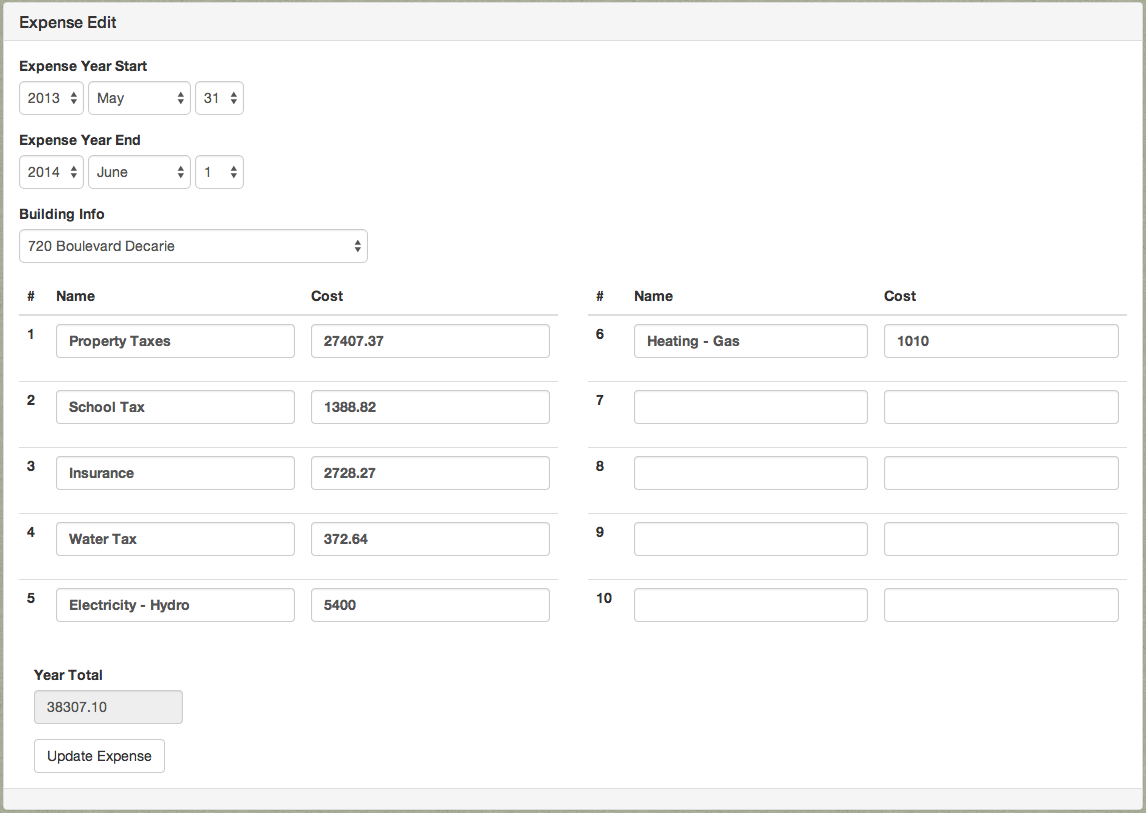 Expense Edit
Expense Year Start
2013 May 31
Expense Year End
2014 June 1
Building Info
720 Boulevard Decarie
# Name Cost # Name Cost
1 Property Taxes 27407.37 6 Heating - Gas 1010
2 School Tax 1388.82 7
3 Insurance 2728.27 8
4 Water Tax 372.64 9
5 Electricity - Hydro 5400 10
Year Total
38307.10
Update Expense